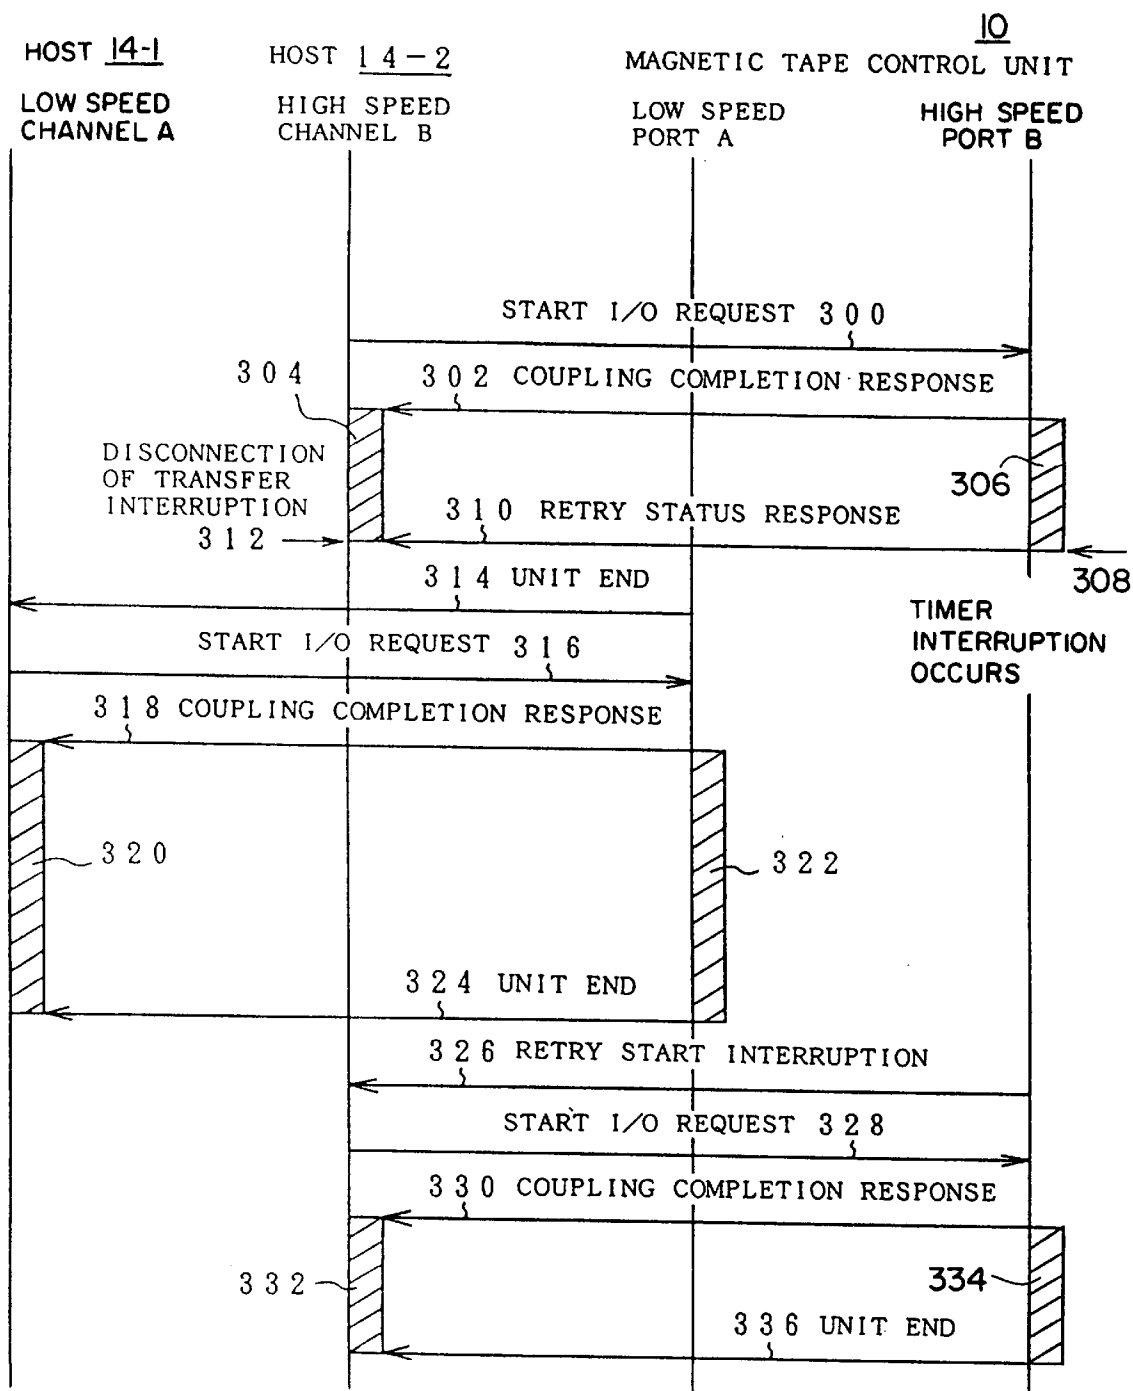 10
HOST 14-1
HOST 14-2
MAGNETIC TAPE CONTROL UNIT
LOW SPEED
CHANNEL A
HIGH SPEED
CHANNEL B
LOW SPEED
PORT A
HIGH SPEED
PORT B
START I/O REQUEST 300
304
302 COUPLING COMPLETION RESPONSE
DISCONNECTION
OF TRANSFER
INTERRUPTION
312
306
310 RETRY STATUS RESPONSE
308
314 UNIT END
TIMER
INTERRUPTION
OCCURS
START I/O REQUEST 316
318 COUPLING COMPLETION RESPONSE
320
322
324 UNIT END
326 RETRY START INTERRUPTION
START I/O REQUEST 328
330 COUPLING COMPLETION RESPONSE
332
334
336 UNIT END